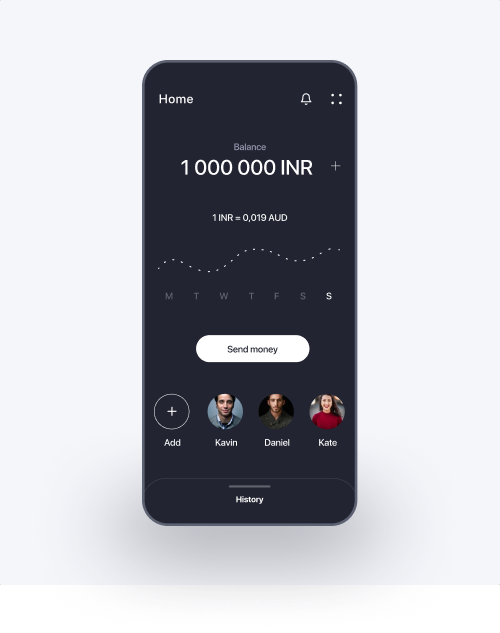 Home
Balance
1 000 000 INR
1 INR = 0,019 AUD
M T W T F S S
Send money
Add Kavin Daniel Kate
History